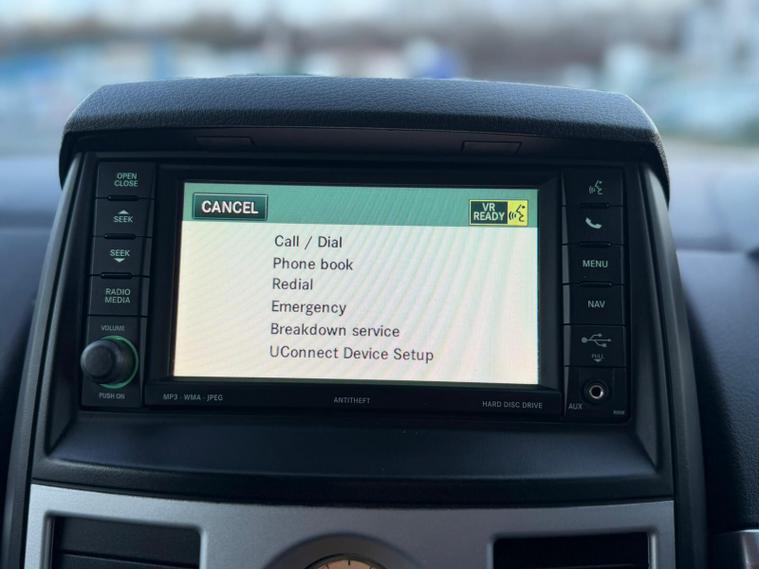 OPEN
CLOSE
SEEK
SEEK
RADIO
MEDIA
VOLUME
PUSH ON
CANCEL
VR
READY
Call / Dial
Phone book
Redial
Emergency
Breakdown service
UConnect Device Setup
MENU
NAV
PULL
AUX
MP3 · WMA · JPEG
ANTITHEFT
HARD DISC DRIVE